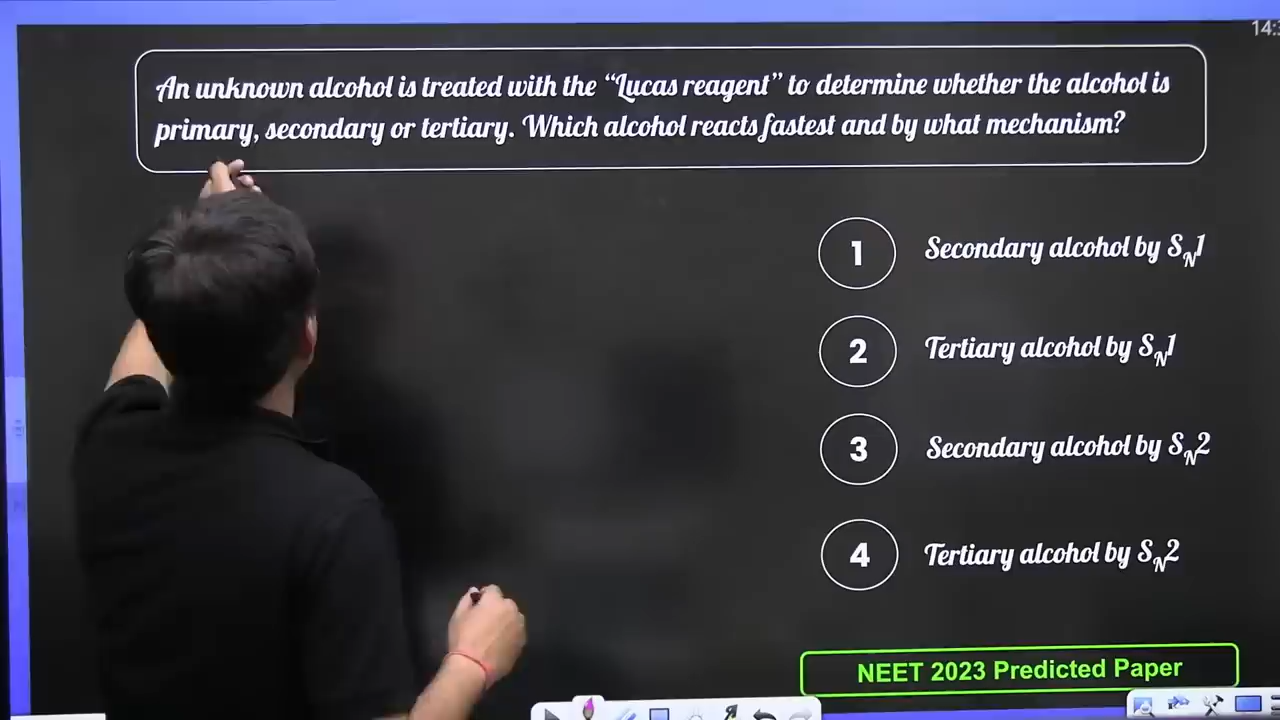 14:3
An unknown alcohol is treated with the “Lucas reagent” to determine whether the alcohol is
primary, secondary or tertiary. Which alcohol reacts fastest and by what mechanism?
1 Secondary alcohol by SN1
2 Tertiary alcohol by SN1
3 Secondary alcohol by SN2
4 Tertiary alcohol by SN2
NEET 2023 Predicted Paper